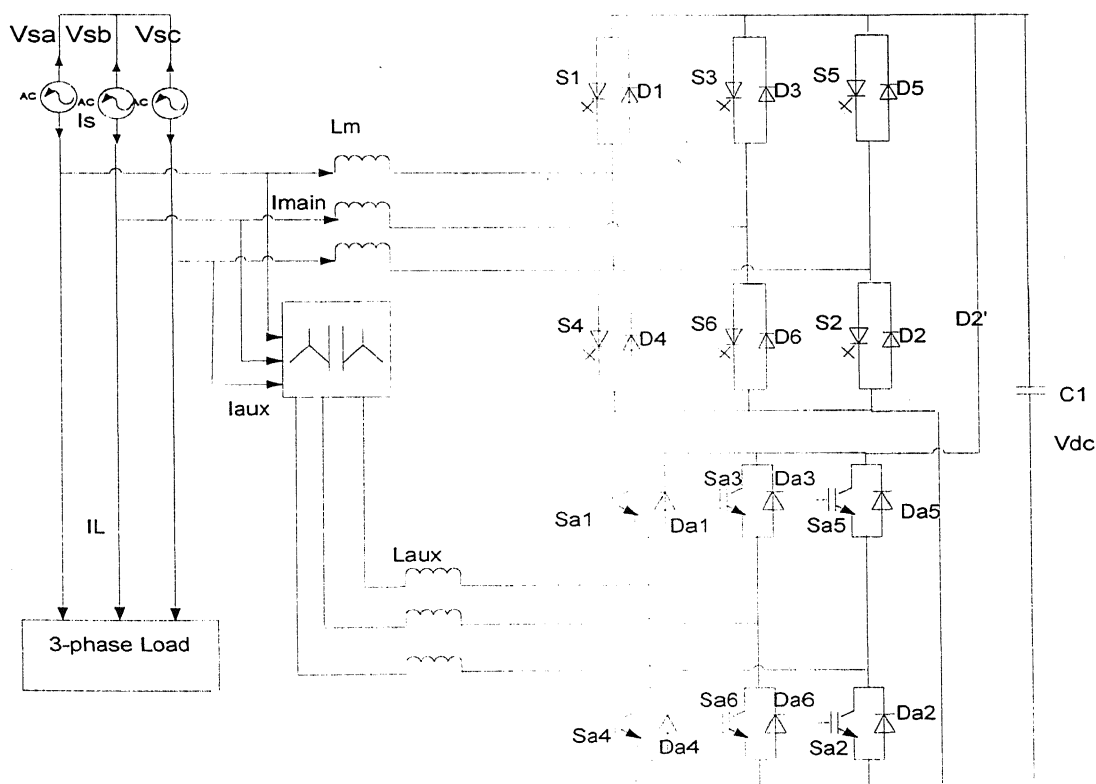 Vsa Vsb Vsc
AC AC AC
Is
S1 D1 S3 D3 S5 D5
Lm
Imain
S4 D4 S6 D6 S2 D2 D2'
Iaux
C1
Vdc
Sa1 Da1 Sa3 Da3 Sa5 Da5
IL
Laux
3-phase Load
Sa4 Da4 Sa6 Da6 Sa2 Da2